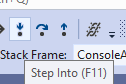 Stack Frame: ConsoleA
Step Into (F11)